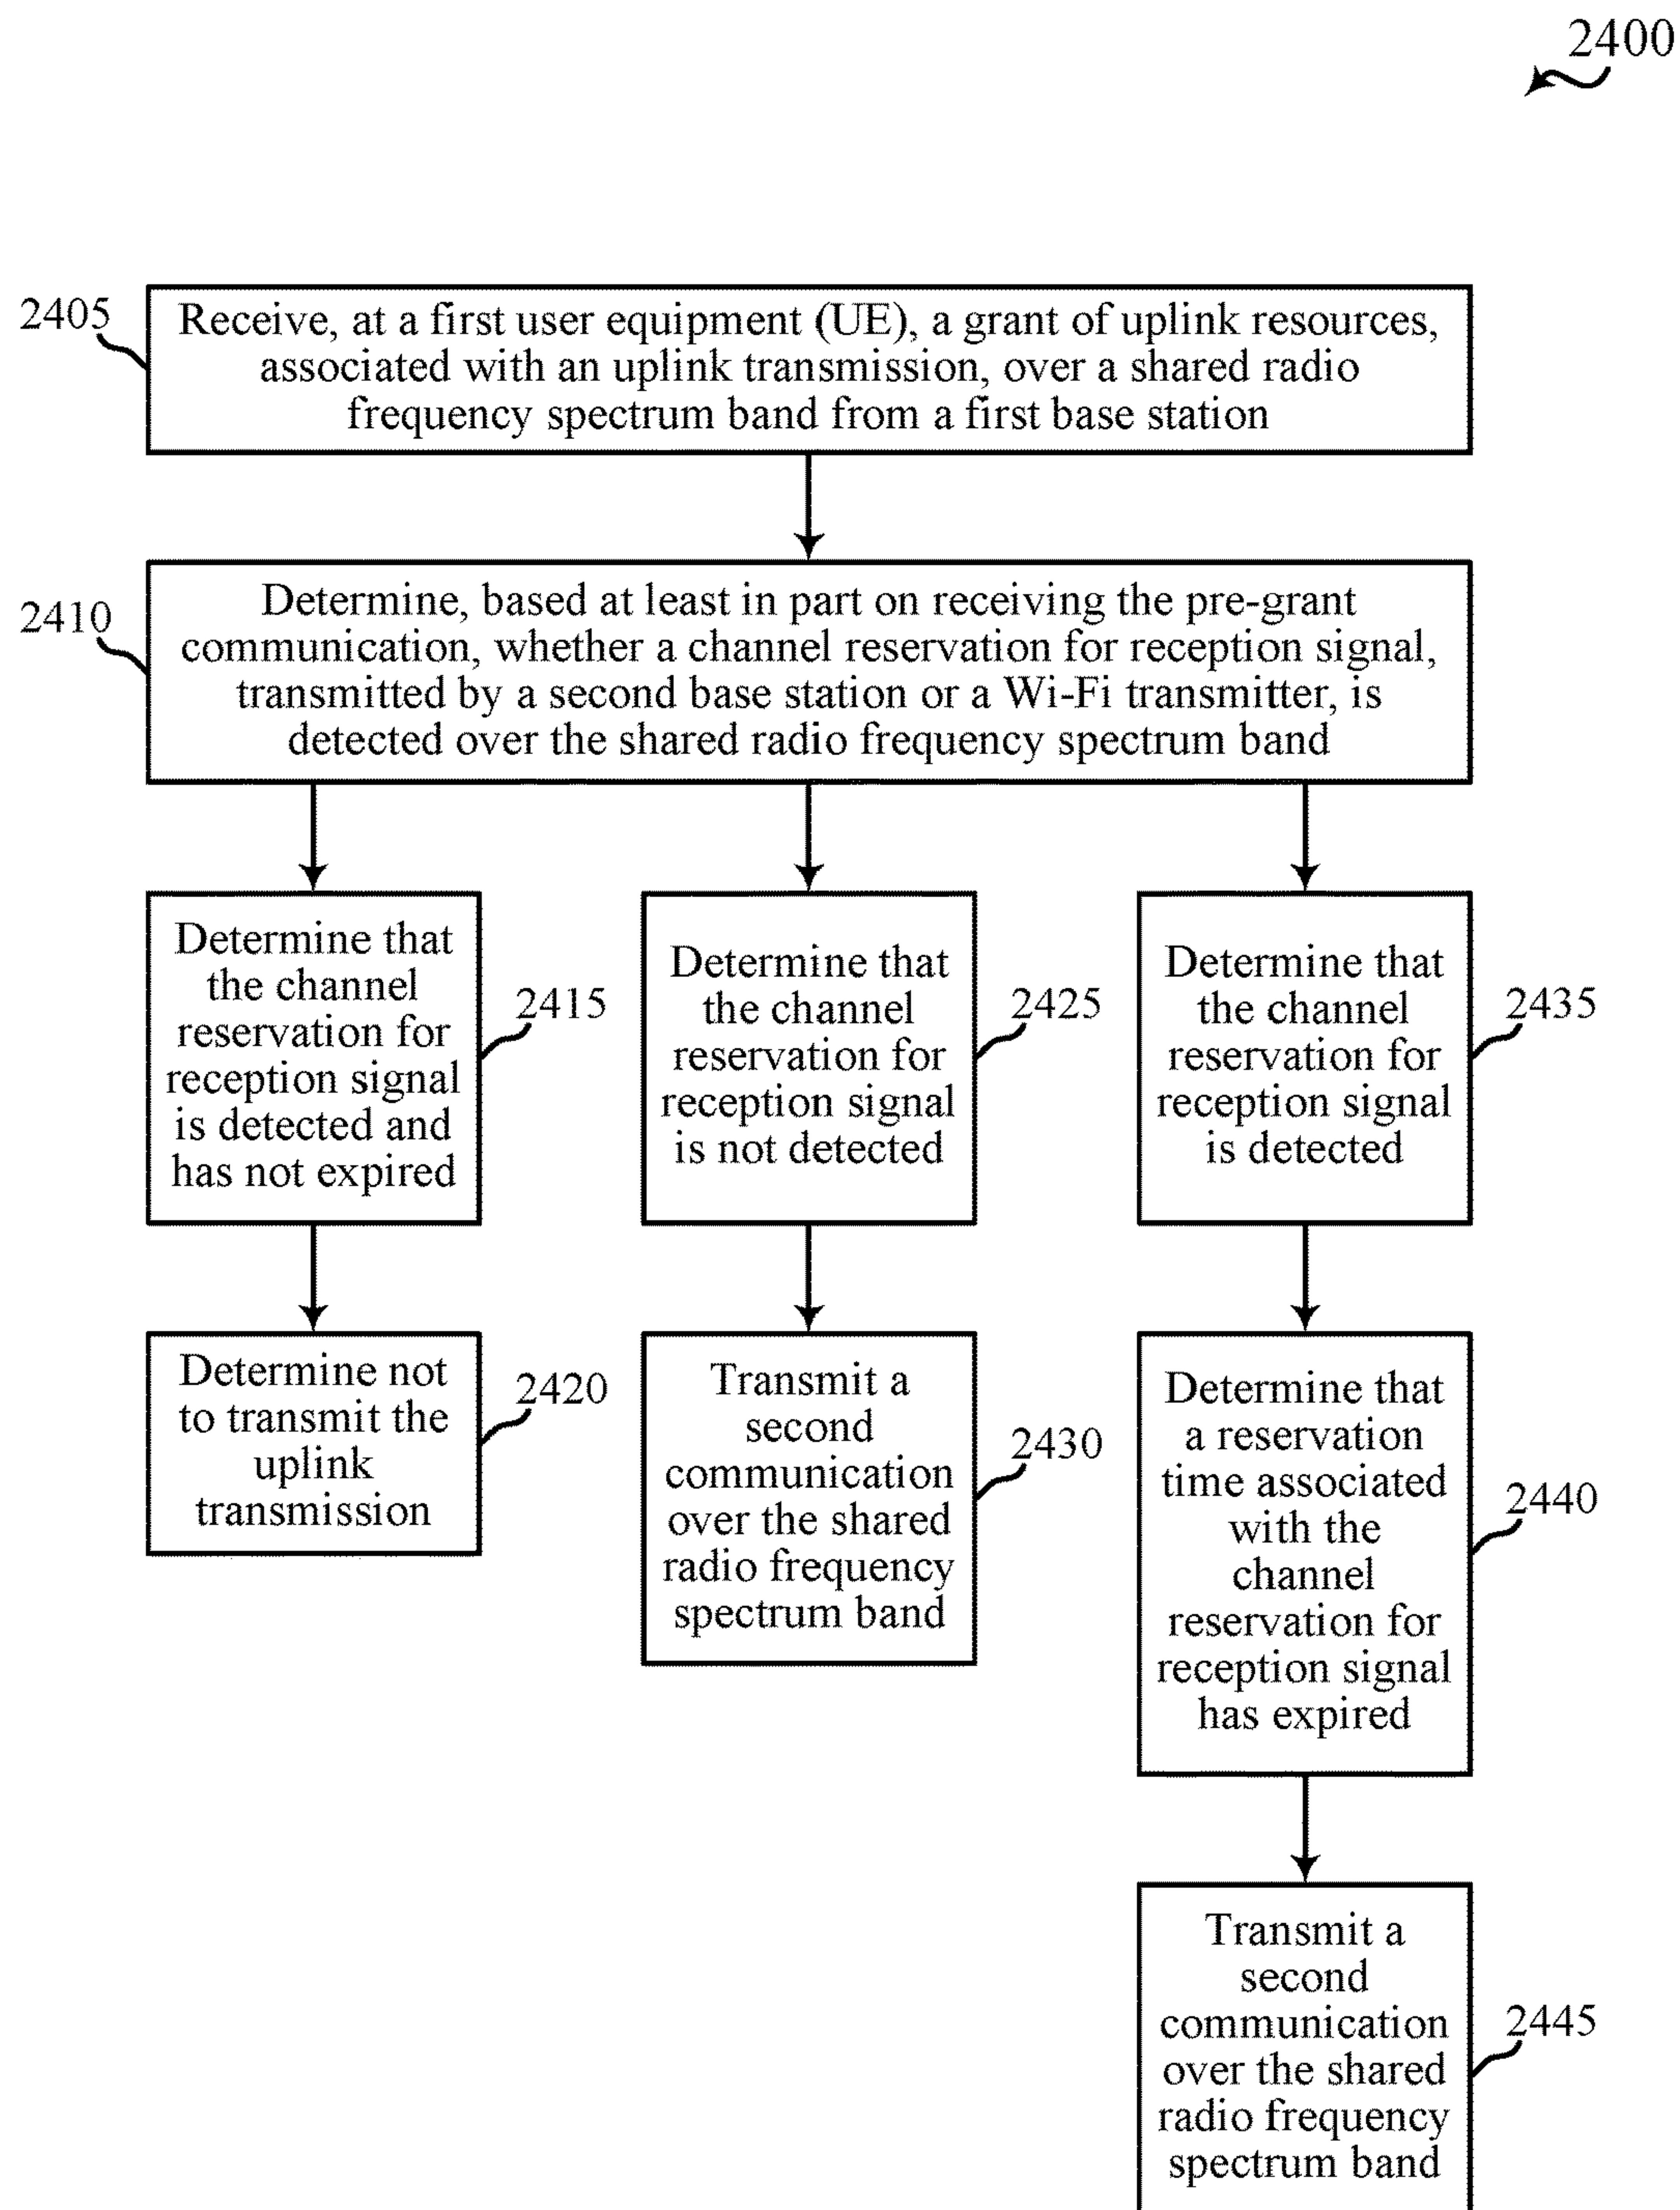 2400
2405
Receive, at a first user equipment (UE), a grant of uplink resources,
associated with an uplink transmission, over a shared radio
frequency spectrum band from a first base station
2410
Determine, based at least in part on receiving the pre-grant
communication, whether a channel reservation for reception signal,
transmitted by a second base station or a Wi-Fi transmitter, is
detected over the shared radio frequency spectrum band
Determine that
the channel
reservation for
reception signal
is detected and
has not expired
2415
Determine that
the channel
reservation for
reception signal
is not detected
2425
Determine that
the channel
reservation for
reception signal
is detected
2435
Determine not
to transmit the
uplink
transmission
2420
Transmit a
second
communication
over the shared
radio frequency
spectrum band
2430
Determine that
a reservation
time associated
with the
channel
reservation for
reception signal
has expired
2440
Transmit a
second
communication
over the shared
radio frequency
spectrum band
2445